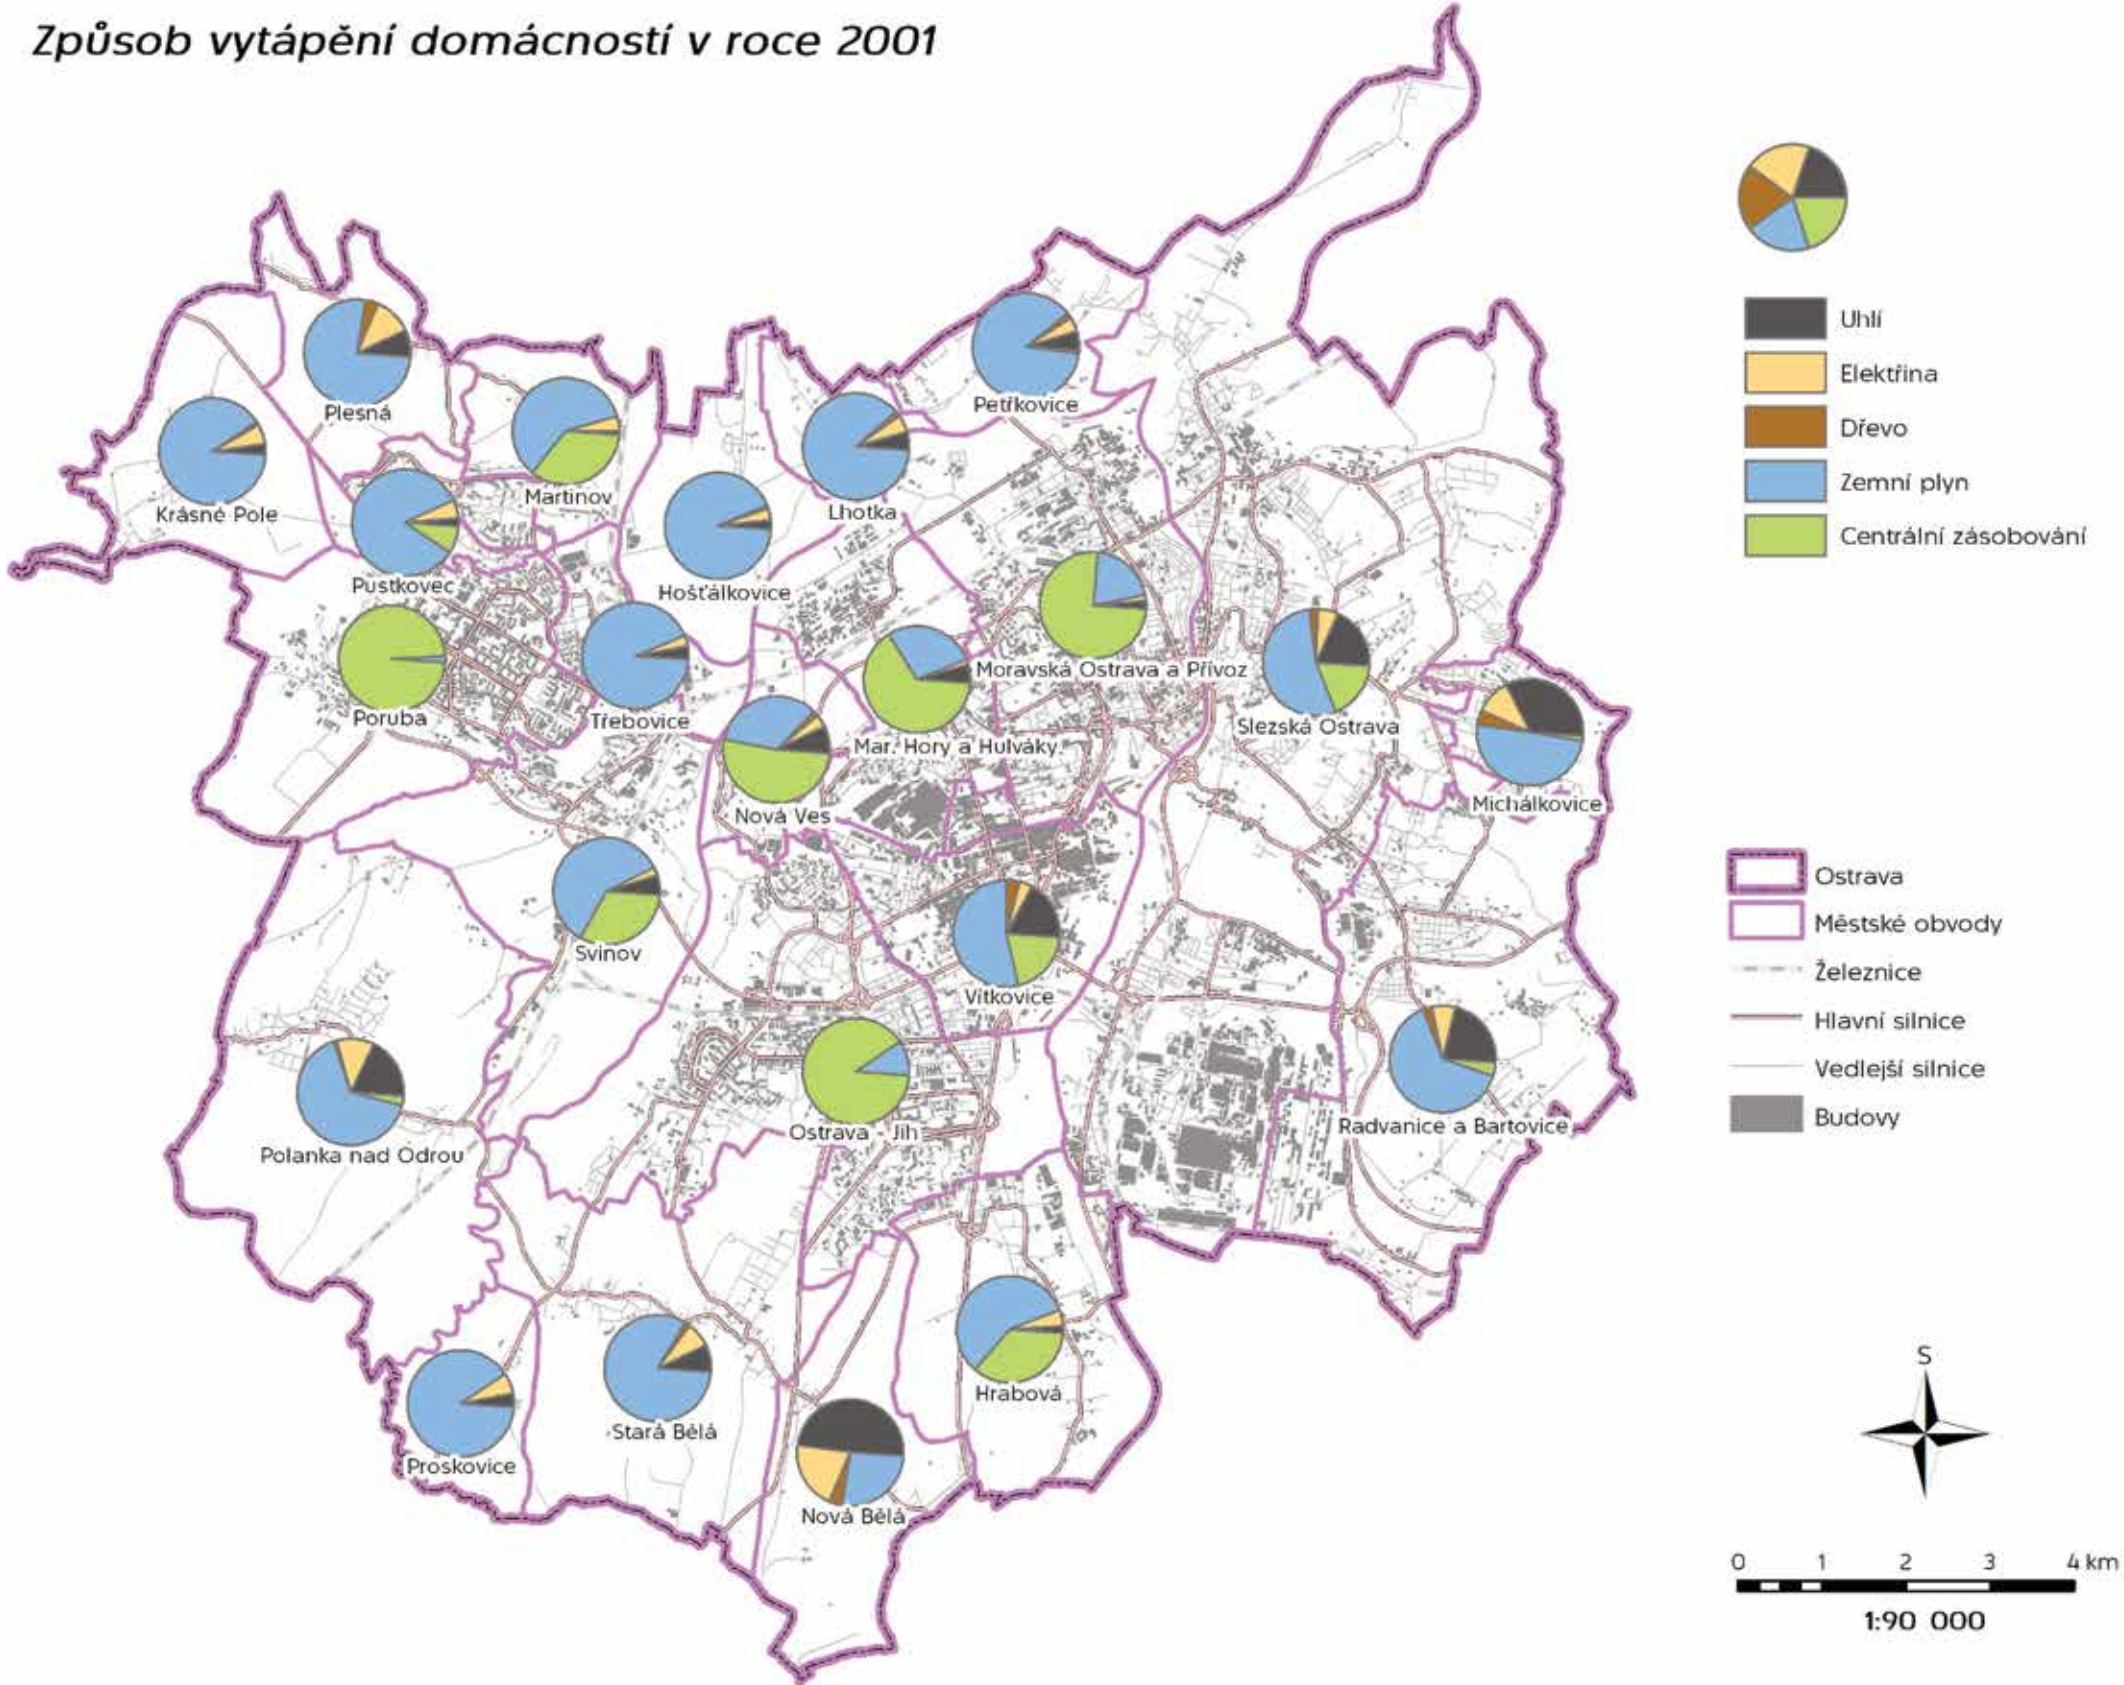 Způsob vytápění domácností v roce 2001
Plesná
Petřkovice
Krásné Pole
Martinov
Lhotka
Pustkovec
Hošťálkovice
Moravská Ostrava a Přívoz
Poruba
Třebovice
Slezská Ostrava
Mar. Hory a Hulváky
Nová Ves
Michálkovice
Svinov
Vítkovice
Polanka nad Odrou
Ostrava - Jih
Radvanice a Bartovice
Hrabová
Stará Bělá
Proskovice
Nová Bělá
Uhlí
Elektřina
Dřevo
Zemní plyn
Centrální zásobování
Ostrava
Městské obvody
Železnice
Hlavní silnice
Vedlejší silnice
Budovy
S
0 1 2 3 4 km
1:90 000